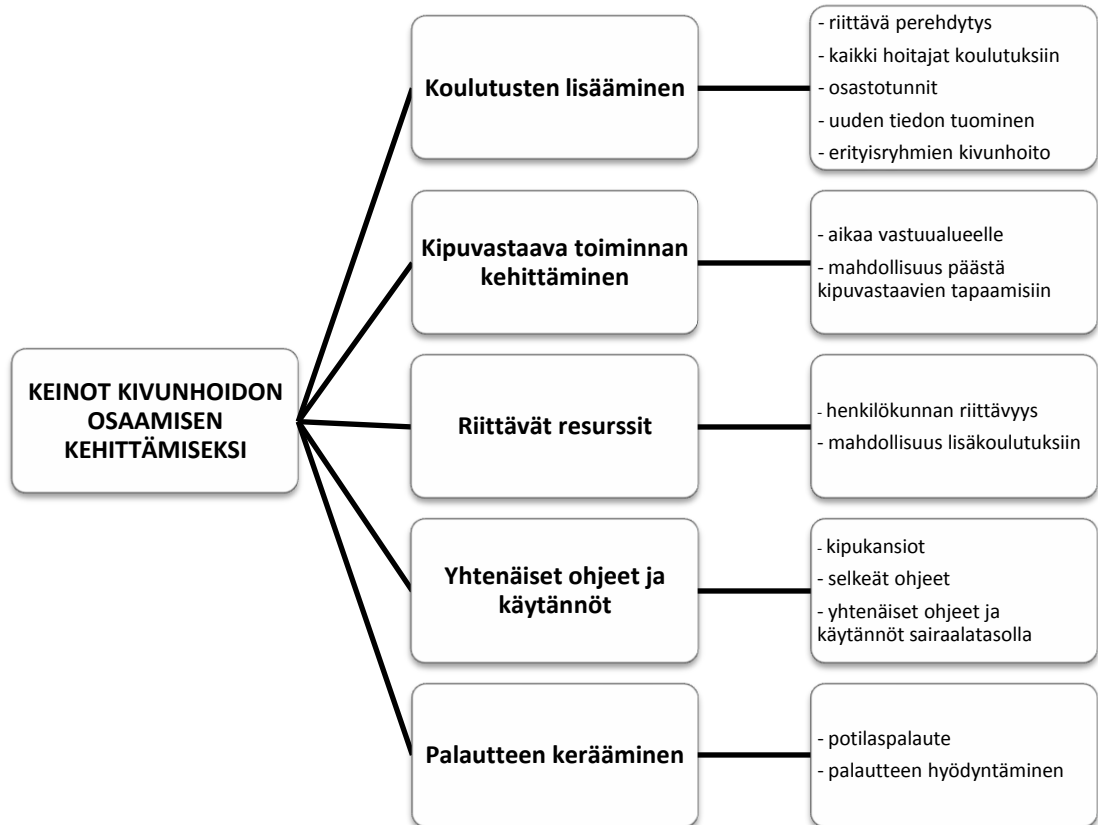 KEINOT KIVUNHOIDON
OSAAMISEN
KEHITTÄMISEKSI
Koulutusten lisääminen
- riittävä perehdytys
- kaikki hoitajat koulutuksiin
- osastotunnit
- uuden tiedon tuominen
- erityisryhmien kivunhoito
Kipuvastaava toiminnan
kehittäminen
- aikaa vastuualueelle
- mahdollisuus päästä
kipuvastaavien tapaamisiin
Riittävät resurssit
- henkilökunnan riittävyys
- mahdollisuus lisäkoulutuksiin
Yhtenäiset ohjeet ja
käytännöt
- kipukansiot
- selkeät ohjeet
- yhtenäiset ohjeet ja
käytännöt sairaalatasolla
Palautteen kerääminen
- potilaspalaute
- palautteen hyödyntäminen